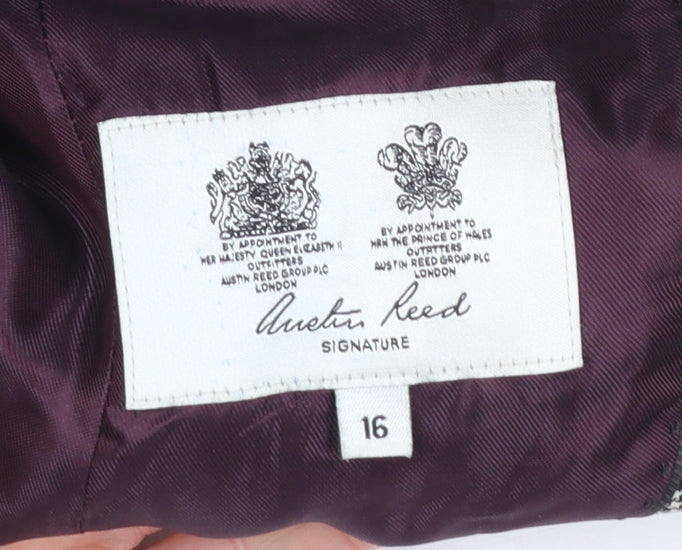 BY APPOINTMENT TO
HER MAJESTY QUEEN ELIZABETH II
OUTFITTERS
AUSTIN REED GROUP PLC
LONDON
BY APPOINTMENT TO
HRH THE PRINCE OF WALES
OUTFITTERS
AUSTIN REED GROUP PLC
LONDON
Austin Reed
SIGNATURE
16